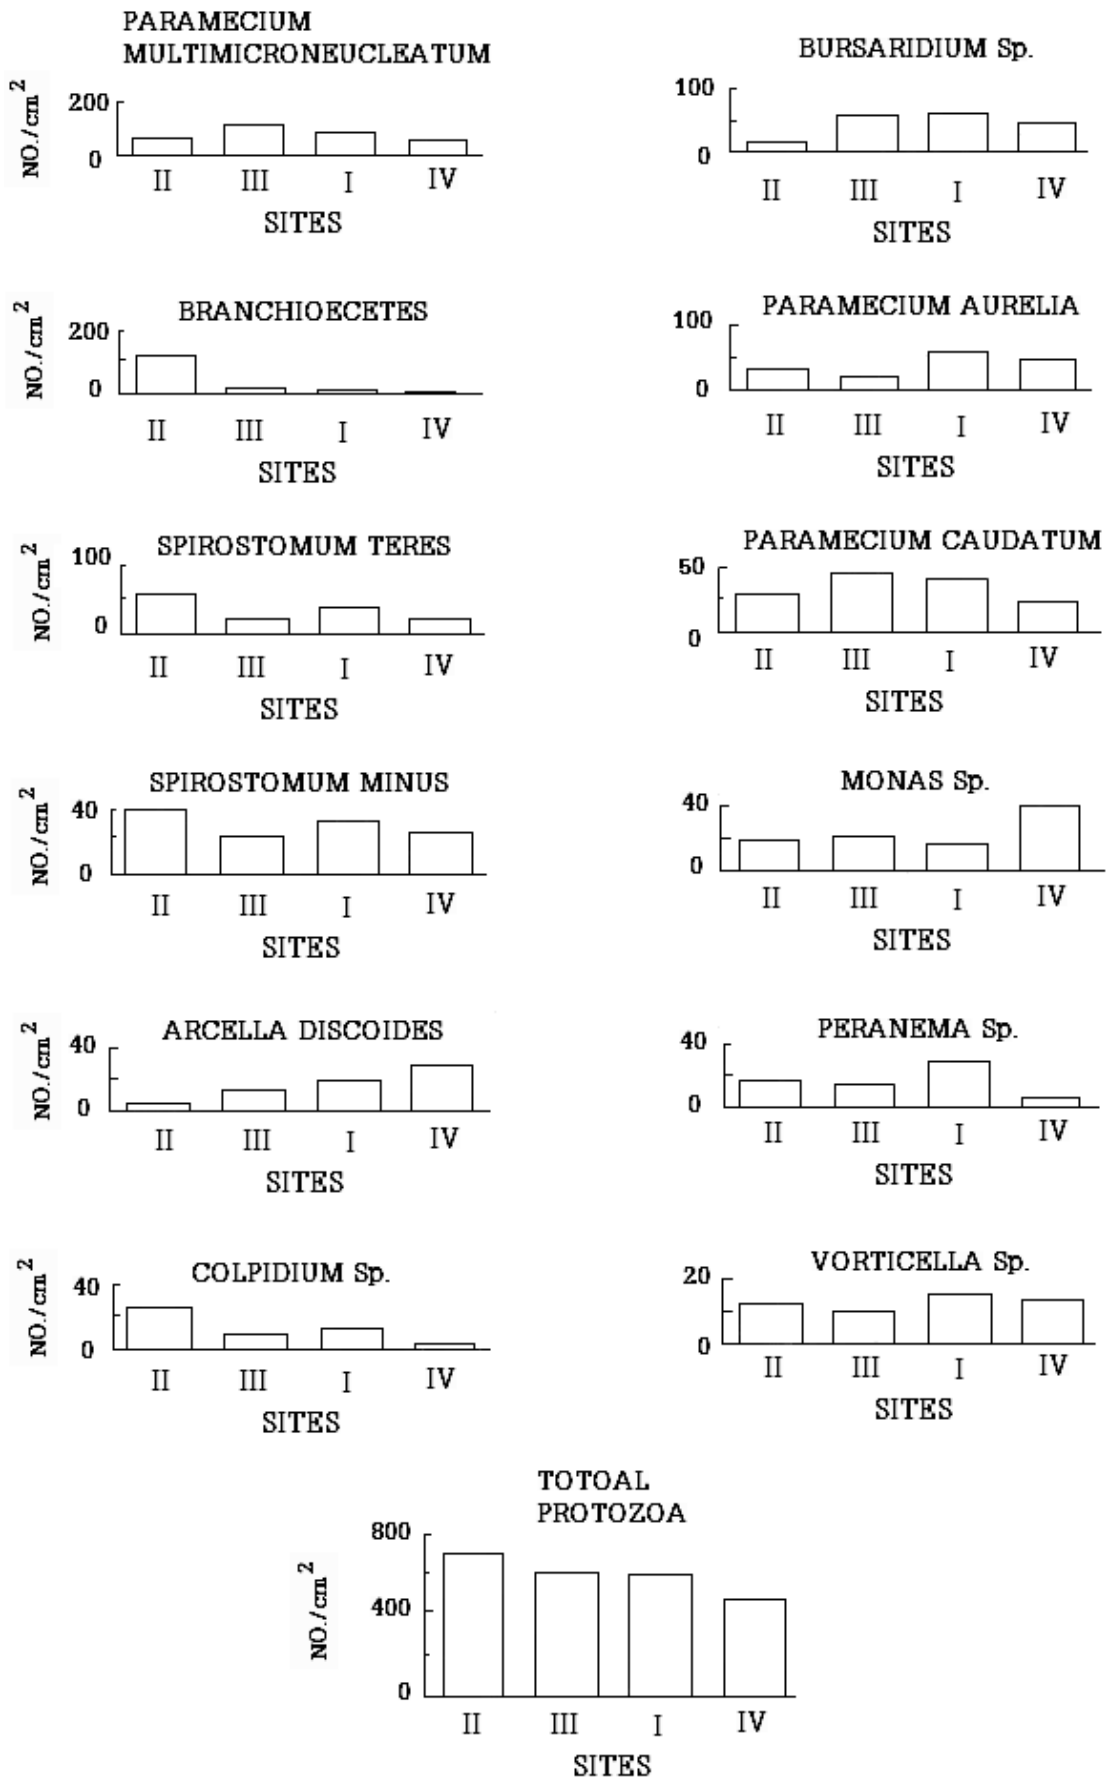 PARAMECIUM
MULTIMICRONEUCLEATUM
NO./cm2
200
0
II III I IV
SITES
BURSARIDIUM Sp.
100
0
II III I IV
SITES
BRANCHIOECETES
NO./cm2
200
0
II III I IV
SITES
PARAMECIUM AURELIA
100
0
II III I IV
SITES
SPIROSTOMUM TERES
NO./cm2
100
0
II III I IV
SITES
PARAMECIUM CAUDATUM
50
0
II III I IV
SITES
SPIROSTOMUM MINUS
NO./cm2
40
0
II III I IV
SITES
MONAS Sp.
40
0
II III I IV
SITES
ARCELLA DISCOIDES
NO./cm2
40
0
II III I IV
SITES
PERANEMA Sp.
40
0
II III I IV
SITES
COLPIDIUM Sp.
NO./cm2
40
0
II III I IV
SITES
VORTICELLA Sp.
20
0
II III I IV
SITES
TOTOAL
PROTOZOA
NO./cm2
800
400
0
II III I IV
SITES